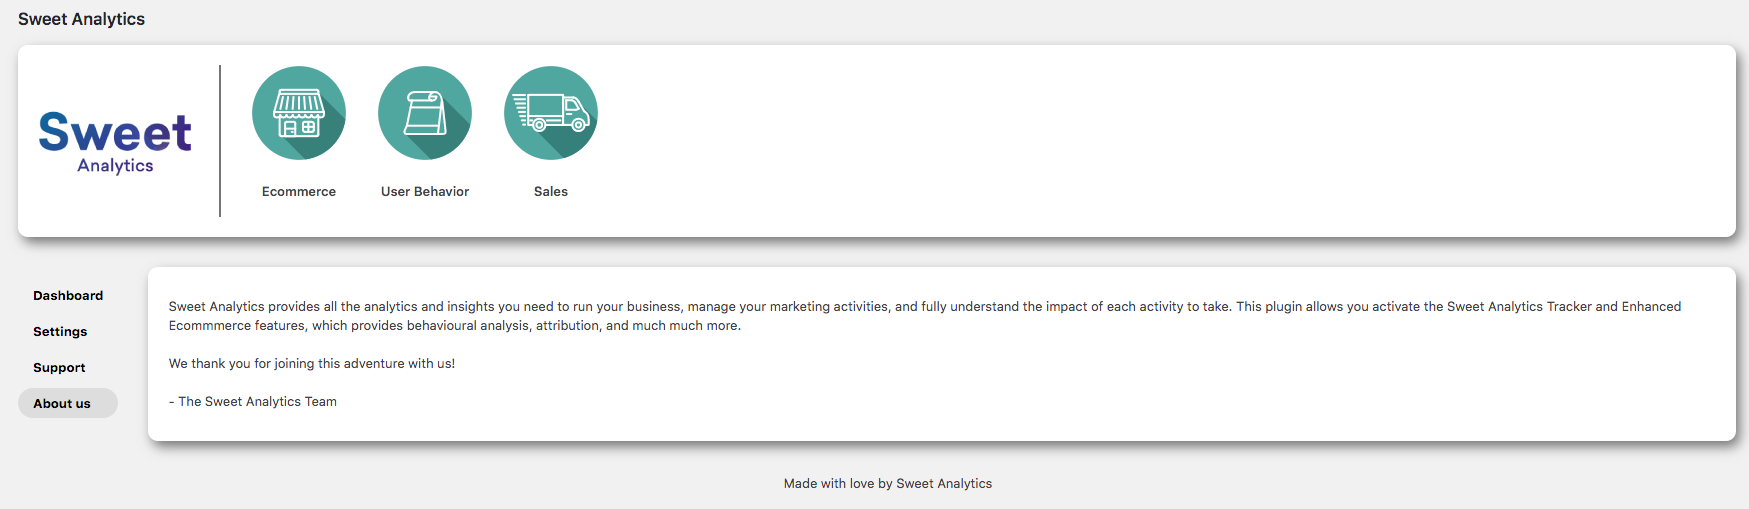 Sweet Analytics
Sweet
Analytics
Ecommerce
User Behavior
Sales
Dashboard
Settings
Support
About us
Sweet Analytics provides all the analytics and insights you need to run your business, manage your marketing activities, and fully understand the impact of each activity to take. This plugin allows you activate the Sweet Analytics Tracker and Enhanced
Ecommmerce features, which provides behavioural analysis, attribution, and much much more.
We thank you for joining this adventure with us!
- The Sweet Analytics Team
Made with love by Sweet Analytics